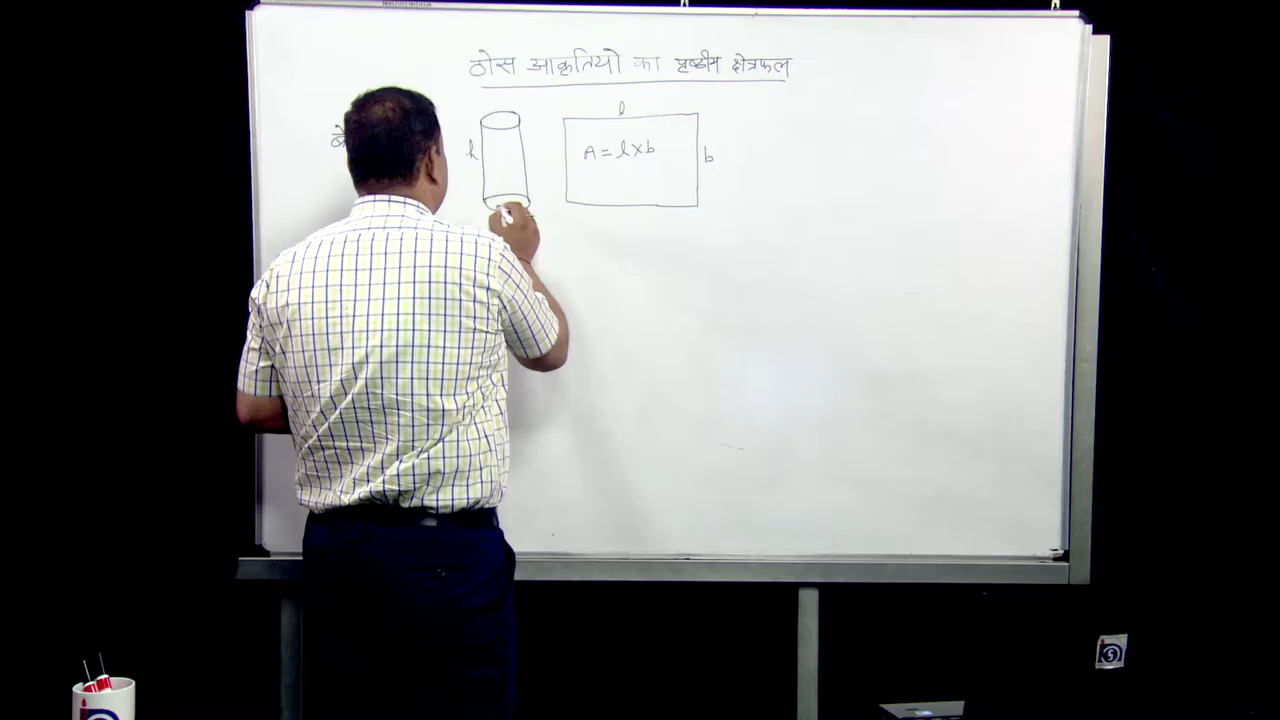 ठोस आकृतियो का पृष्ठीय क्षेत्रफल
l
h
A = l×b
b